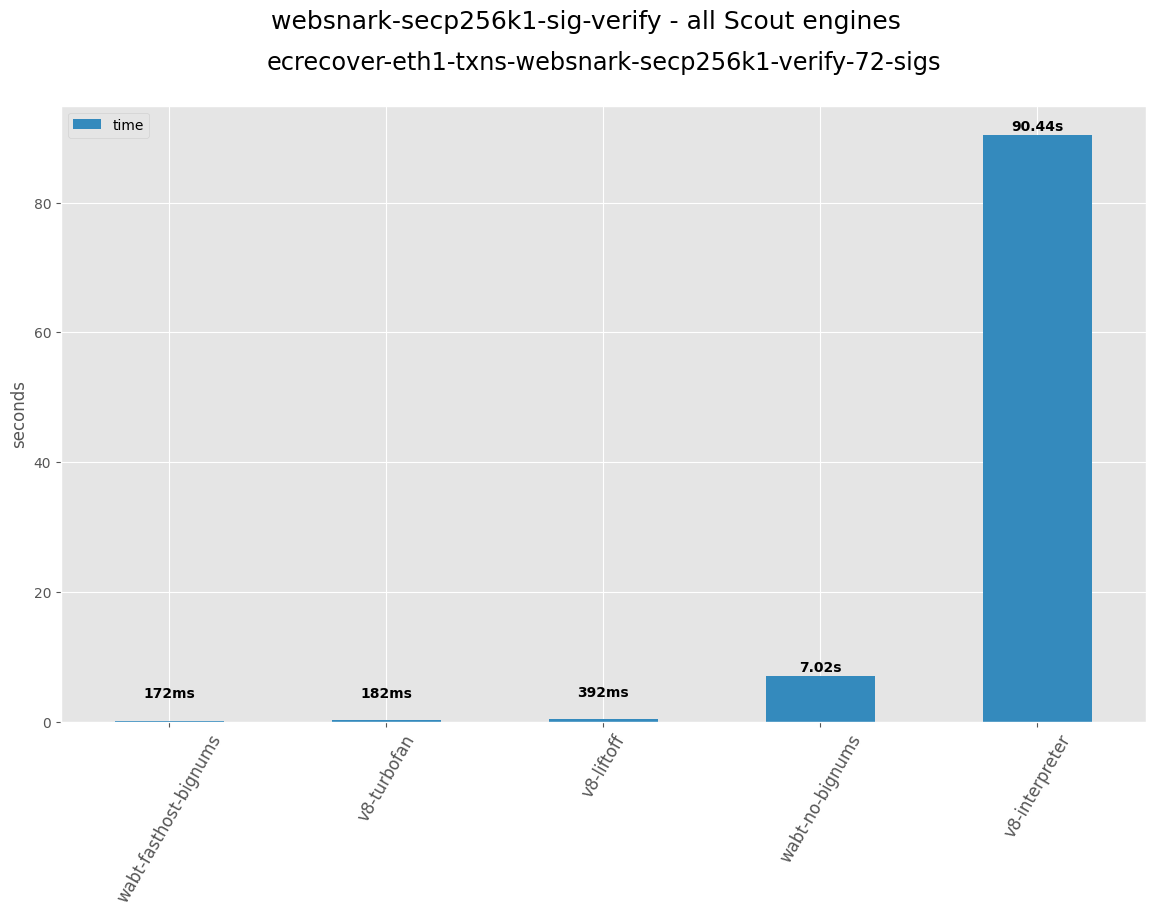 websnark-secp256k1-sig-verify - all Scout engines
ecrecover-eth1-txns-websnark-secp256k1-verify-72-sigs
time
90.44s
80
60
seconds
40
20
7.02s
172ms
182ms
392ms
0
wabt-fasthost-bignums
v8-turbofan
v8-liftoff
wabt-no-bignums
v8-interpreter